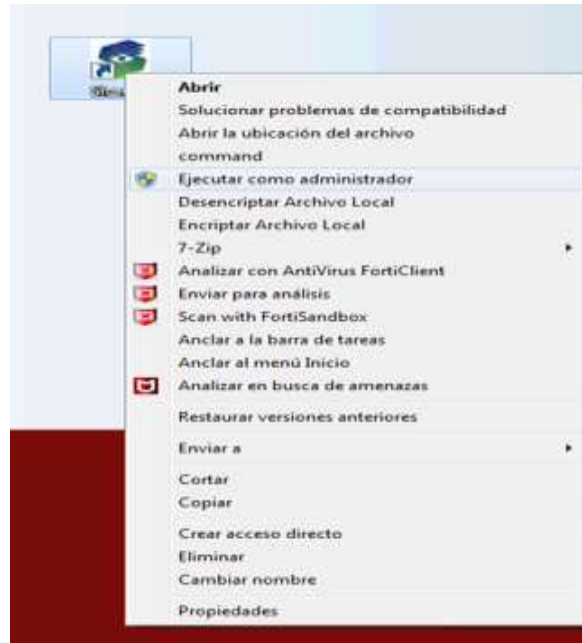 Abrir
Solucionar problemas de compatibilidad
Abrir la ubicación del archivo
command
Ejecutar como administrador
Desencriptar Archivo Local
Encriptar Archivo Local
7-Zip
Analizar con AntiVirus FortiClient
Enviar para análisis
Scan with FortiSandbox
Anclar a la barra de tareas
Anclar al menú Inicio
Analizar en busca de amenazas
Restaurar versiones anteriores
Enviar a
Cortar
Copiar
Crear acceso directo
Eliminar
Cambiar nombre
Propiedades